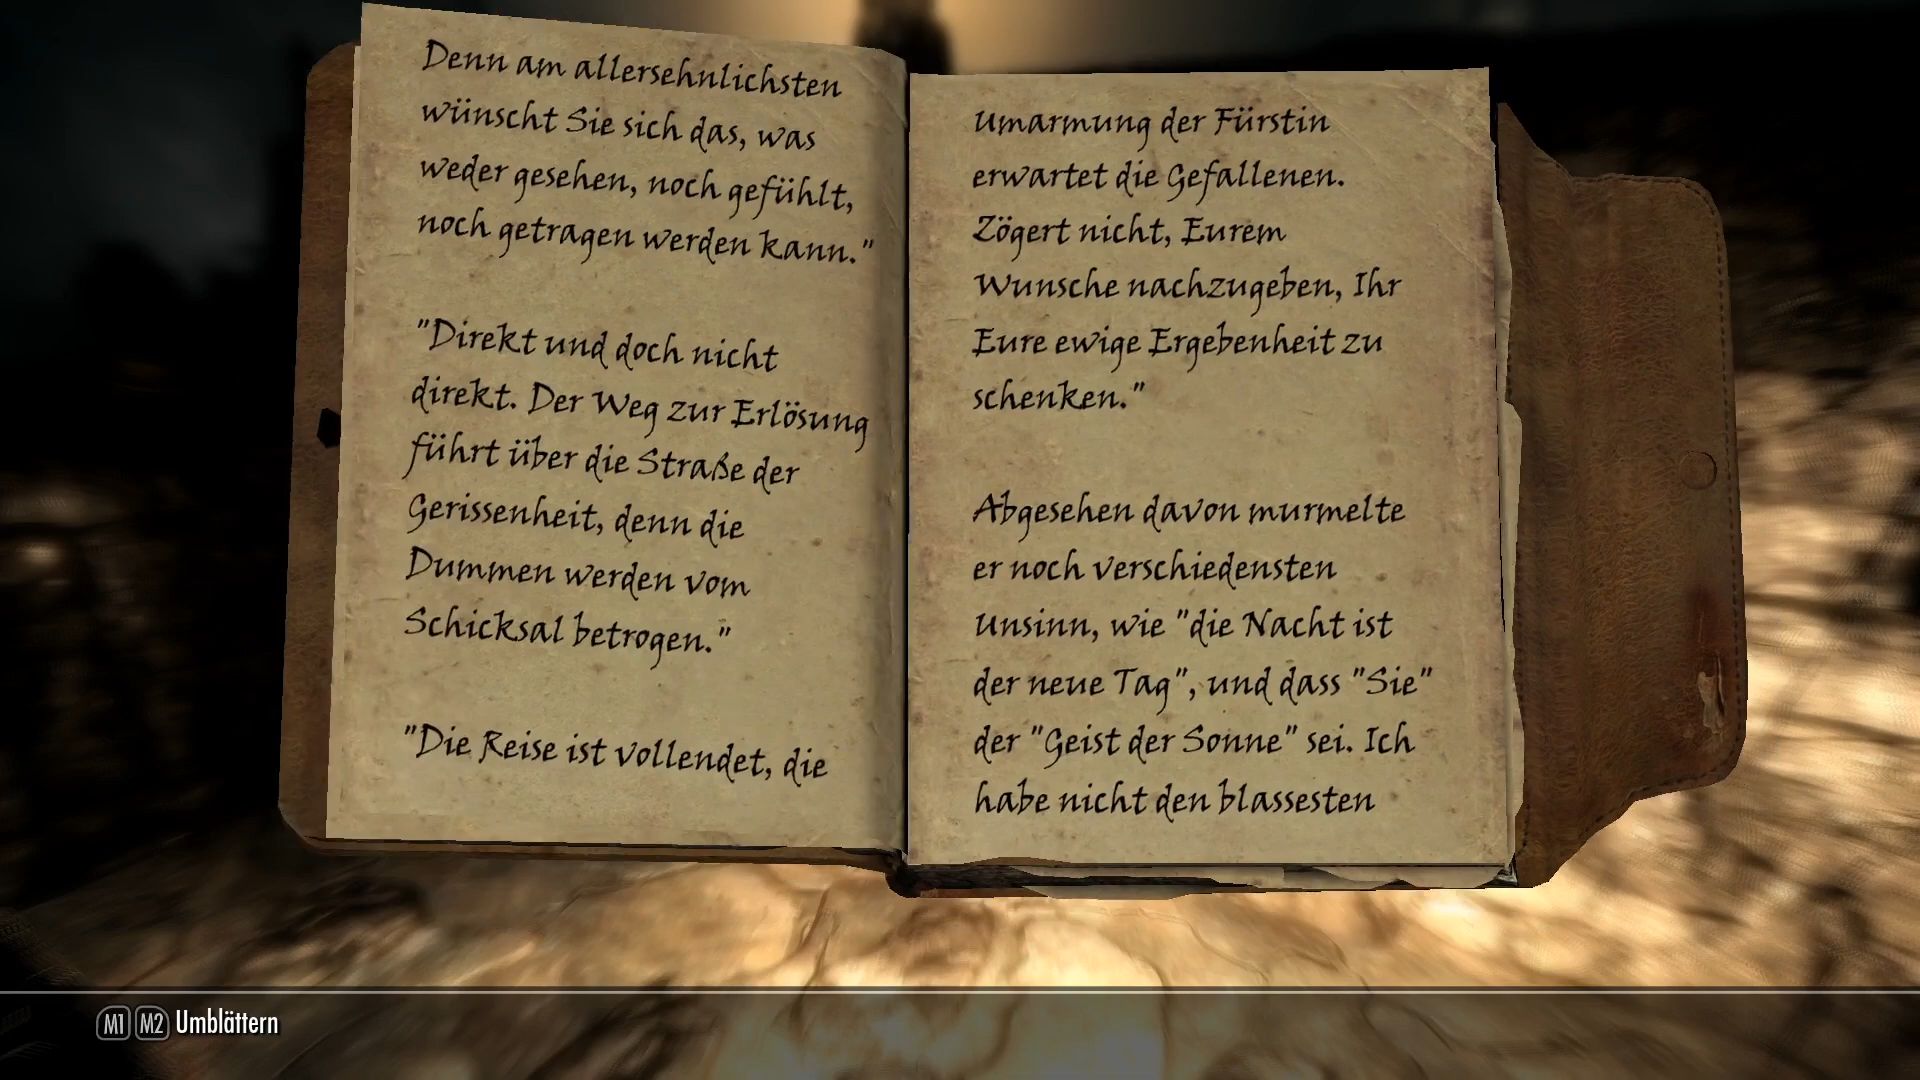 Denn am allersehnlichsten
wünscht Sie sich das, was
weder gesehen, noch gefühlt,
noch getragen werden kann."
"Direkt und doch nicht
direkt. Der Weg zur Erlösung
führt über die Straße der
Gerissenheit, denn die
Dummen werden vom
Schicksal betrogen."
"Die Reise ist vollendet, die
Umarmung der Fürstin
erwartet die Gefallenen.
Zögert nicht, Eurem
Wunsche nachzugeben, Ihr
Eure ewige Ergebenheit zu
schenken."
Abgesehen davon murmelte
er noch verschiedensten
Unsinn, wie "die Nacht ist
der neue Tag", und dass "Sie"
der "Geist der Sonne" sei. Ich
habe nicht den blassesten
M1 M2 Umblättern